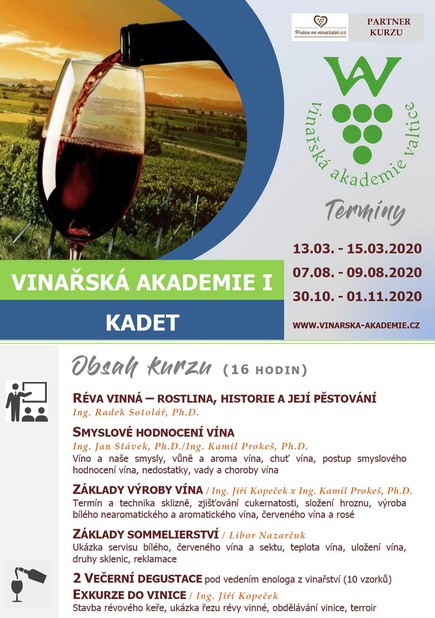 Práce ve vinařství.cz
PARTNER
KURZU
Vinařská akademie valtice
Termíny
13.03. - 15.03.2020
07.08. - 09.08.2020
30.10. - 01.11.2020
WWW.VINARSKA-AKADEMIE.CZ
VINAŘSKÁ AKADEMIE I
KADET
Obsah kurzu (16 HODIN)
RÉVA VINNÁ – ROSTLINA, HISTORIE A JEJÍ PĚSTOVÁNÍ
Ing. Radek Sotolář, Ph.D.
SMYSLOVÉ HODNOCENÍ VÍNA
Ing. Jan Stávek, Ph.D./Ing. Kamil Prokeš, Ph.D.
Víno a naše smysly, vůně a aroma vína, chuť vína, postup smyslového
hodnocení vína, nedostatky, vady a choroby vína
ZÁKLADY VÝROBY VÍNA / Ing. Jiří Kopeček x Ing. Kamil Prokeš, Ph.D.
Termín a technika sklizně, zjišťování cukernatosti, složení hroznu, výroba
bílého nearomatického a aromatického vína, červeného vína a rosé
ZÁKLADY SOMMELIERSTVÍ / Libor Nazarčuk
Ukázka servisu bílého, červeného vína a sektu, teplota vína, uložení vína,
druhy sklenic, reklamace
2 VEČERNÍ DEGUSTACE pod vedením enologa z vinařství (10 vzorků)
EXKURZE DO VINICE / Ing. Jiří Kopeček
Stavba révového keře, ukázka řezu révy vinné, obdělávání vinice, terroir